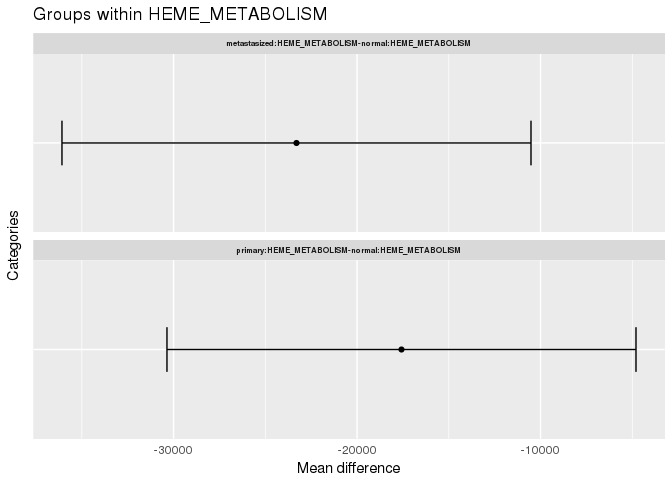 Groups within HEME_METABOLISM
metastasized:HEME_METABOLISM-normal:HEME_METABOLISM
primary:HEME_METABOLISM-normal:HEME_METABOLISM
Categories
-30000 -20000 -10000
Mean difference